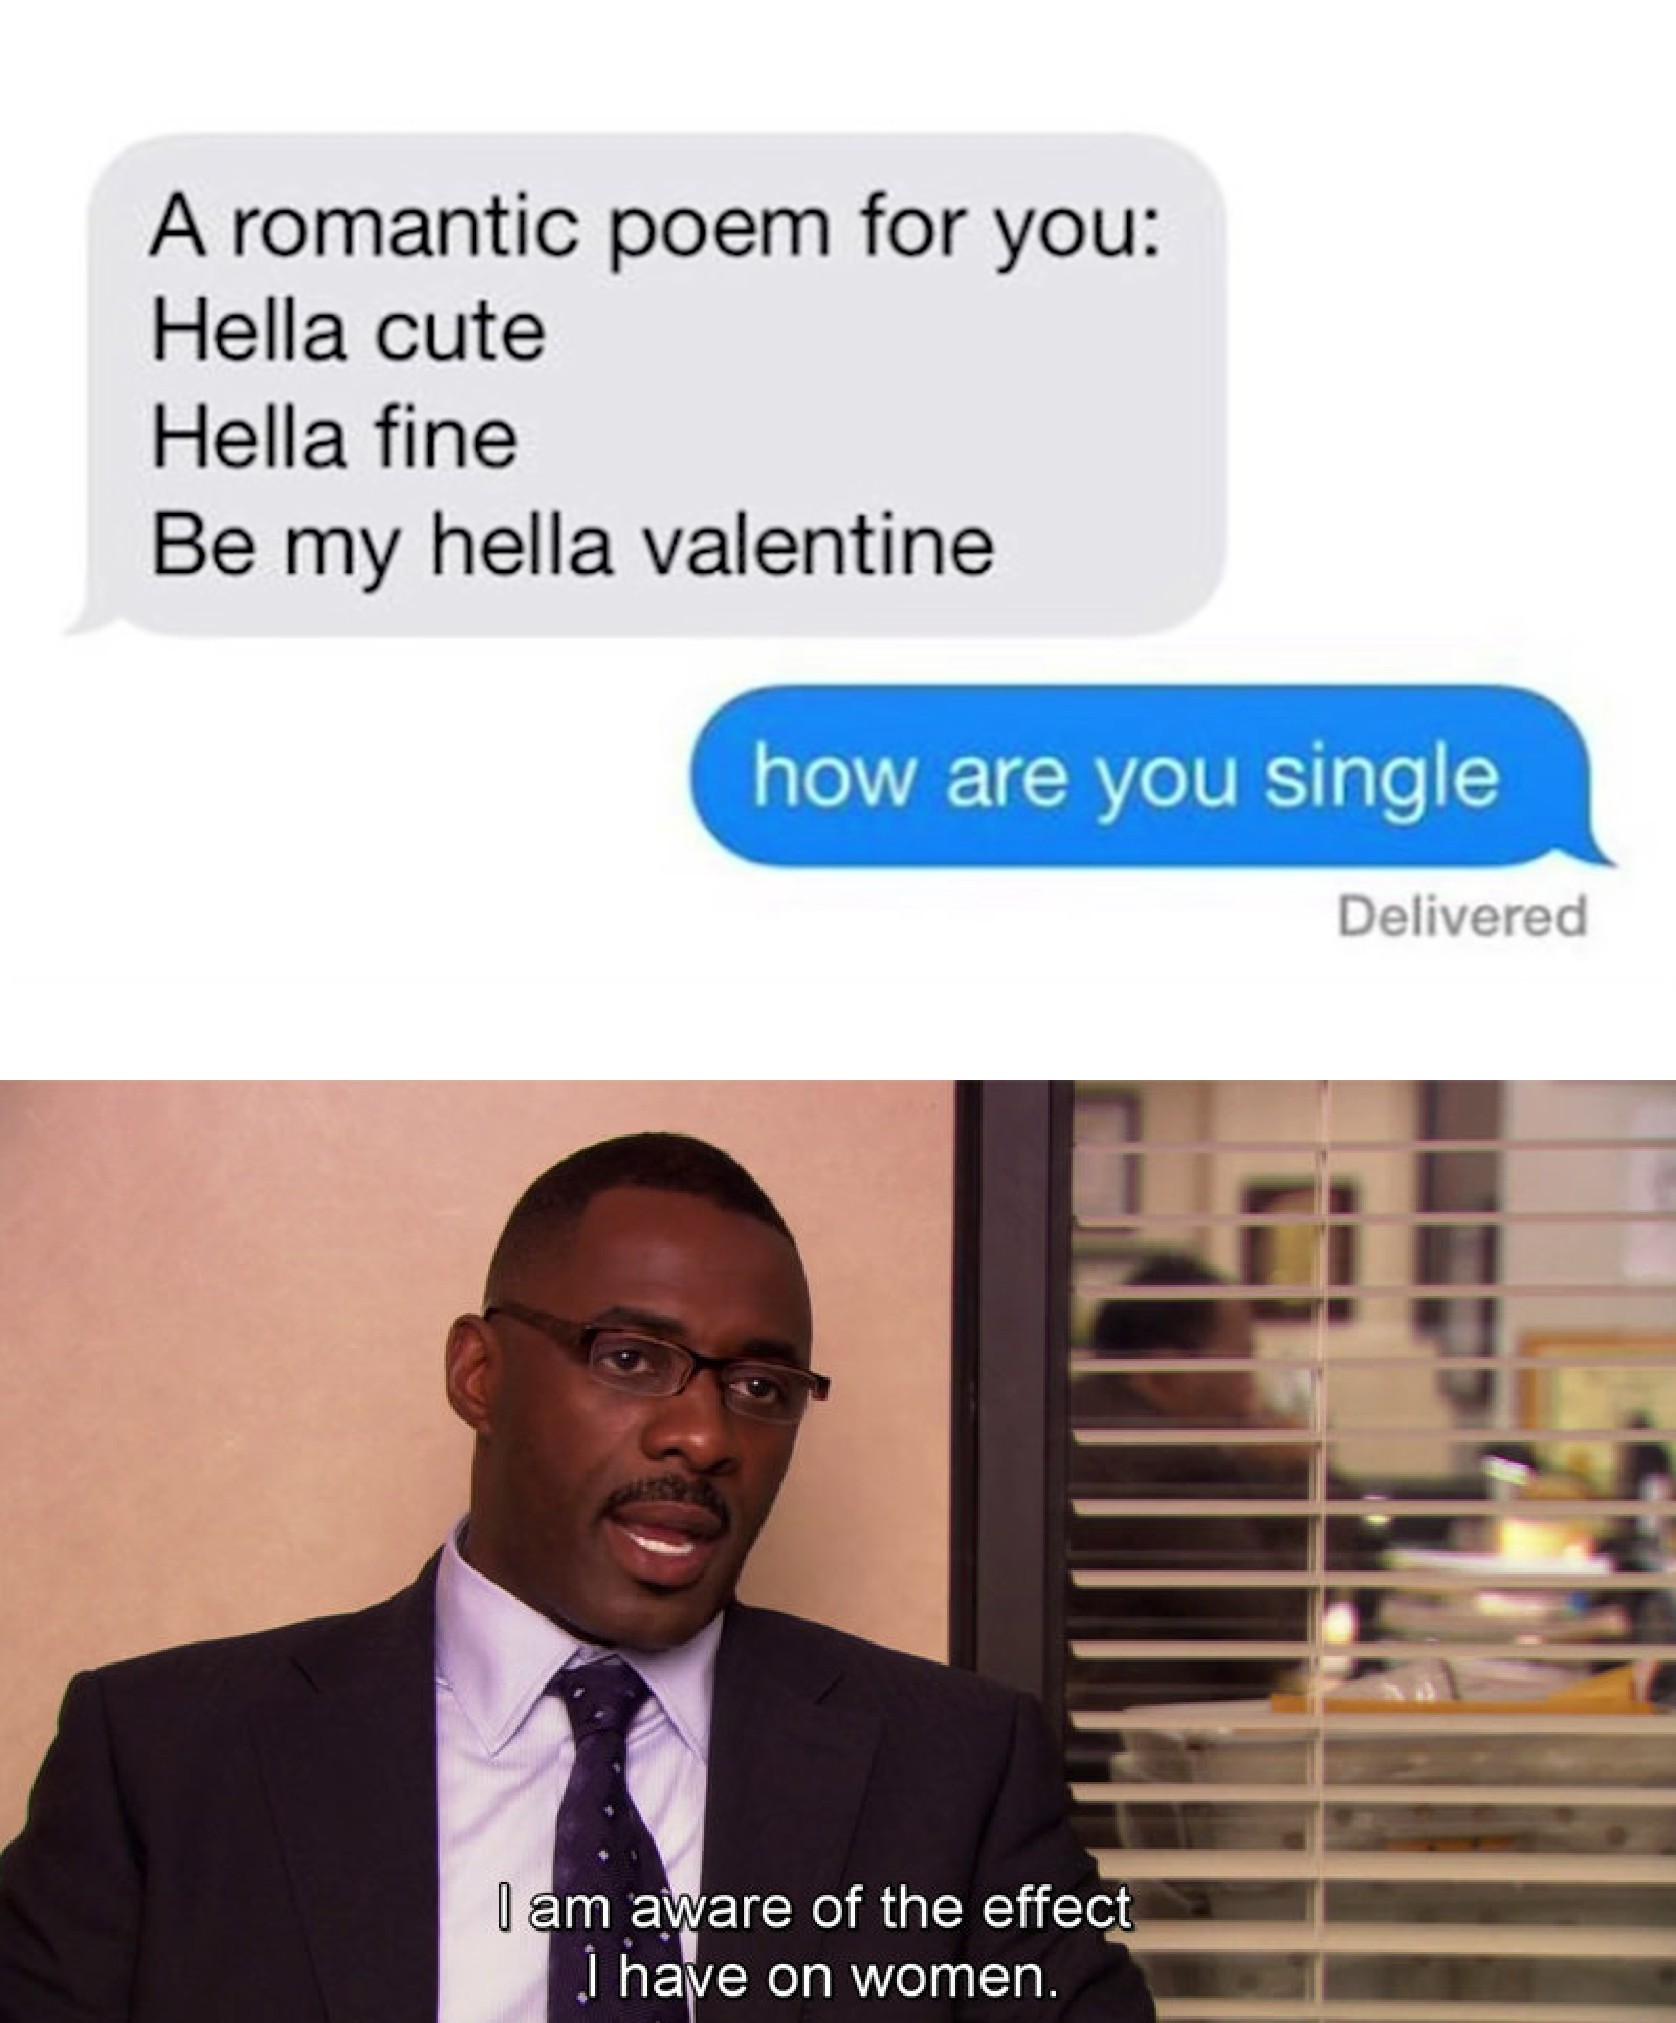 A romantic poem for you:
Hella cute
Hella fine
Be my hella valentine
how are you single
Delivered
I am aware of the effect
I have on women.